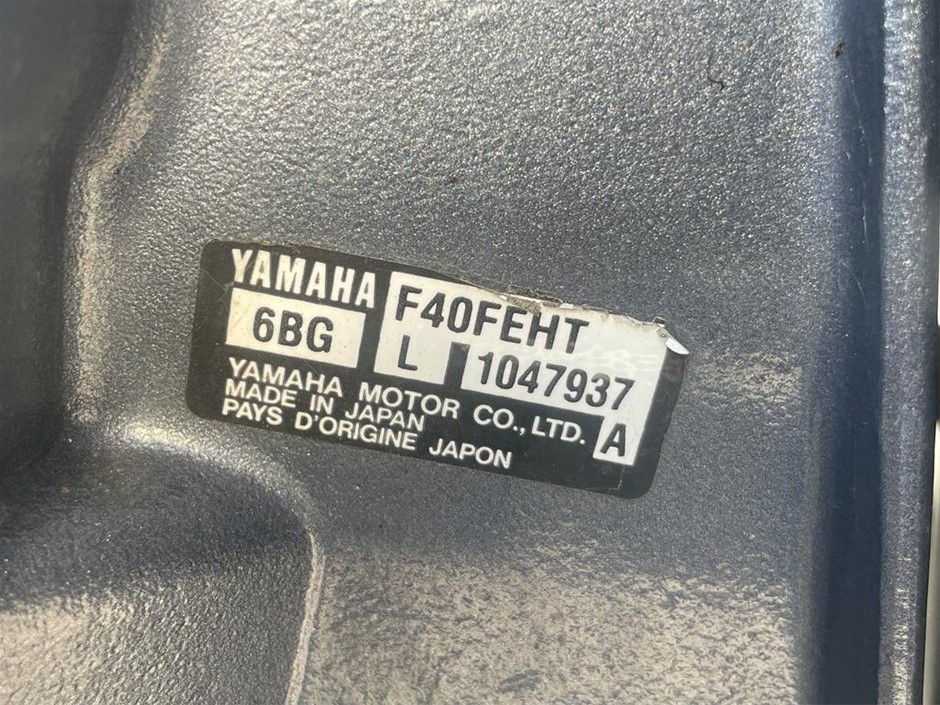 YAMAHA
F40FEHT
6BG
L
1047937
YAMAHA MOTOR CO., LTD.
MADE IN JAPAN
PAYS D'ORIGINE JAPON
A